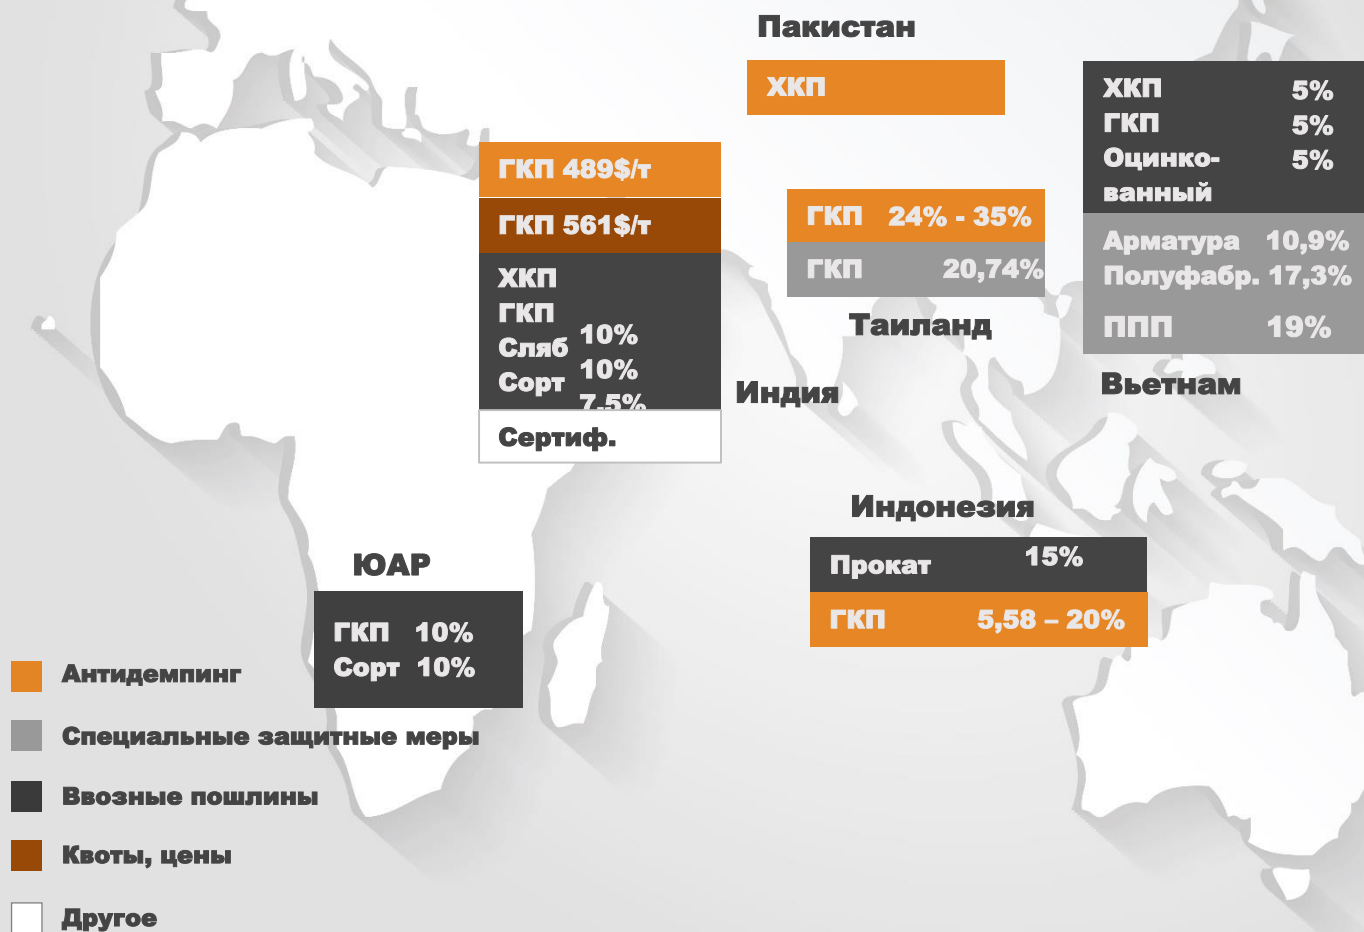 Пакистан
ХКП
ХКП 5%
ГКП 5%
Оцинко- 5%
ванный
Арматура 10,9%
Полуфабр. 17,3%
ППП 19%
Вьетнам
ГКП 489$/т
ГКП 561$/т
ХКП
ГКП
10%
Сляб
10%
Сорт
7,5%
Сертиф.
Индия
ГКП 24% - 35%
ГКП 20,74%
Таиланд
Индонезия
Прокат 15%
ГКП 5,58 – 20%
ЮАР
ГКП 10%
Сорт 10%
Антидемпинг
Специальные защитные меры
Ввозные пошлины
Квоты, цены
Другое